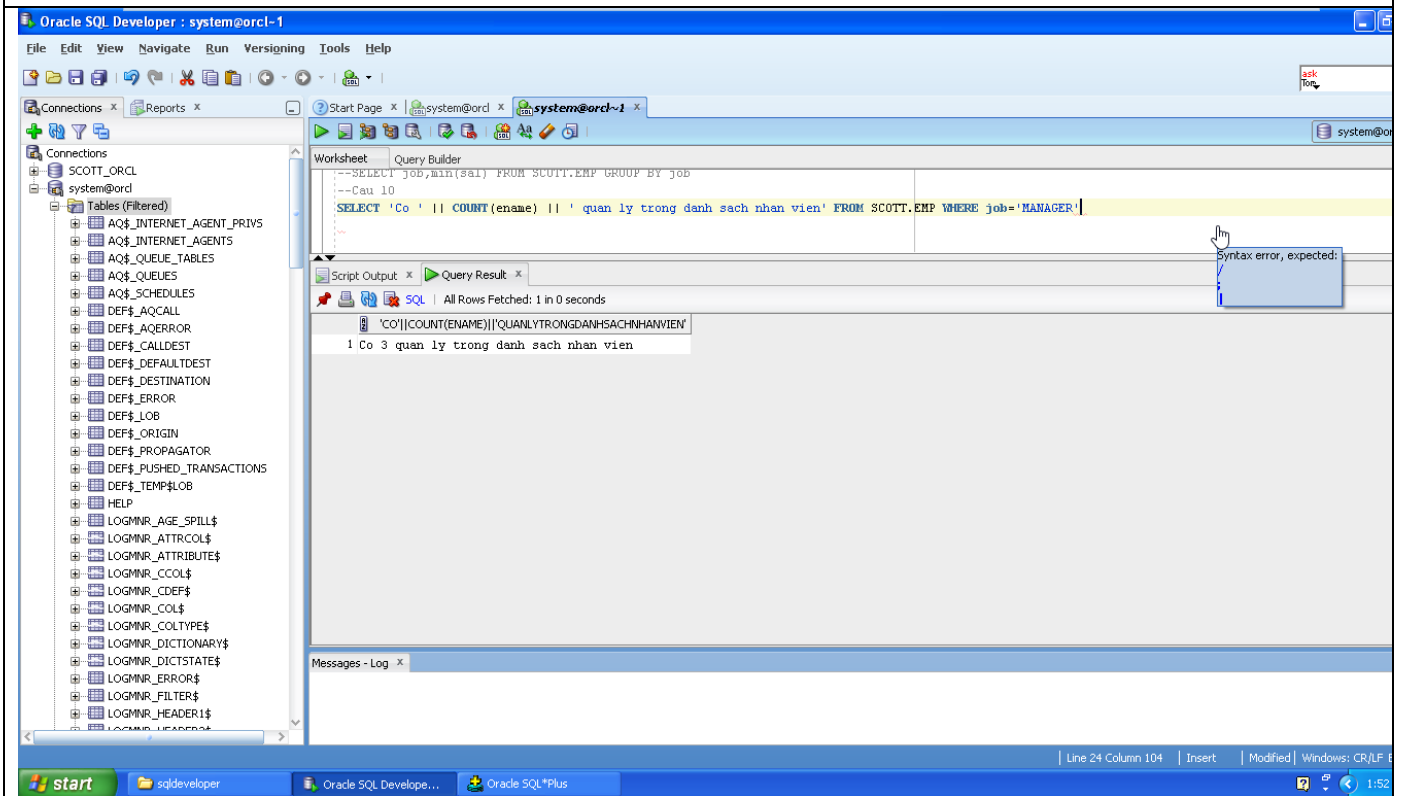 Oracle SQL Developer : system@orcl~1
File Edit View Navigate Run Versioning Tools Help
ask
Tom
Connections Reports
Start Page system@orcl system@orcl~1
system@or
Worksheet Query Builder
Connections
SCOTT_ORCL
system@orcl
Tables (Filtered)
AQ$_INTERNET_AGENT_PRIVS
AQ$_INTERNET_AGENTS
AQ$_QUEUE_TABLES
AQ$_QUEUES
AQ$_SCHEDULES
DEF$_AQCALL
DEF$_AQERROR
DEF$_CALLDEST
DEF$_DEFAULTDEST
DEF$_DESTINATION
DEF$_ERROR
DEF$_LOB
DEF$_ORIGIN
DEF$_PROPAGATOR
DEF$_PUSHED_TRANSACTIONS
DEF$_TEMP$LOB
HELP
LOGMNR_AGE_SPILL$
LOGMNR_ATTRCOL$
LOGMNR_ATTRIBUTE$
LOGMNR_CCOL$
LOGMNR_CDEF$
LOGMNR_COL$
LOGMNR_COLTYPE$
LOGMNR_DICTIONARY$
LOGMNR_DICTSTATE$
LOGMNR_ERROR$
LOGMNR_FILTER$
LOGMNR_HEADER1$
LOGMNR_HEADER2$
--SELECT job,min(sal) FROM SCOTT.EMP GROUP BY job
--Cau 10
SELECT 'Co ' || COUNT(ename) || ' quan ly trong danh sach nhan vien' FROM SCOTT.EMP WHERE job='MANAGER'
Syntax error, expected:
/
;
|
Script Output Query Result
SQL | All Rows Fetched: 1 in 0 seconds
'CO'||COUNT(ENAME)||'QUANLYTRONGDANHSACHNHANVIEN'
1 Co 3 quan ly trong danh sach nhan vien
Messages - Log
Line 24 Column 104 Insert Modified Windows: CR/LF
start sqldeveloper Oracle SQL Develope... Oracle SQL*Plus 1:52